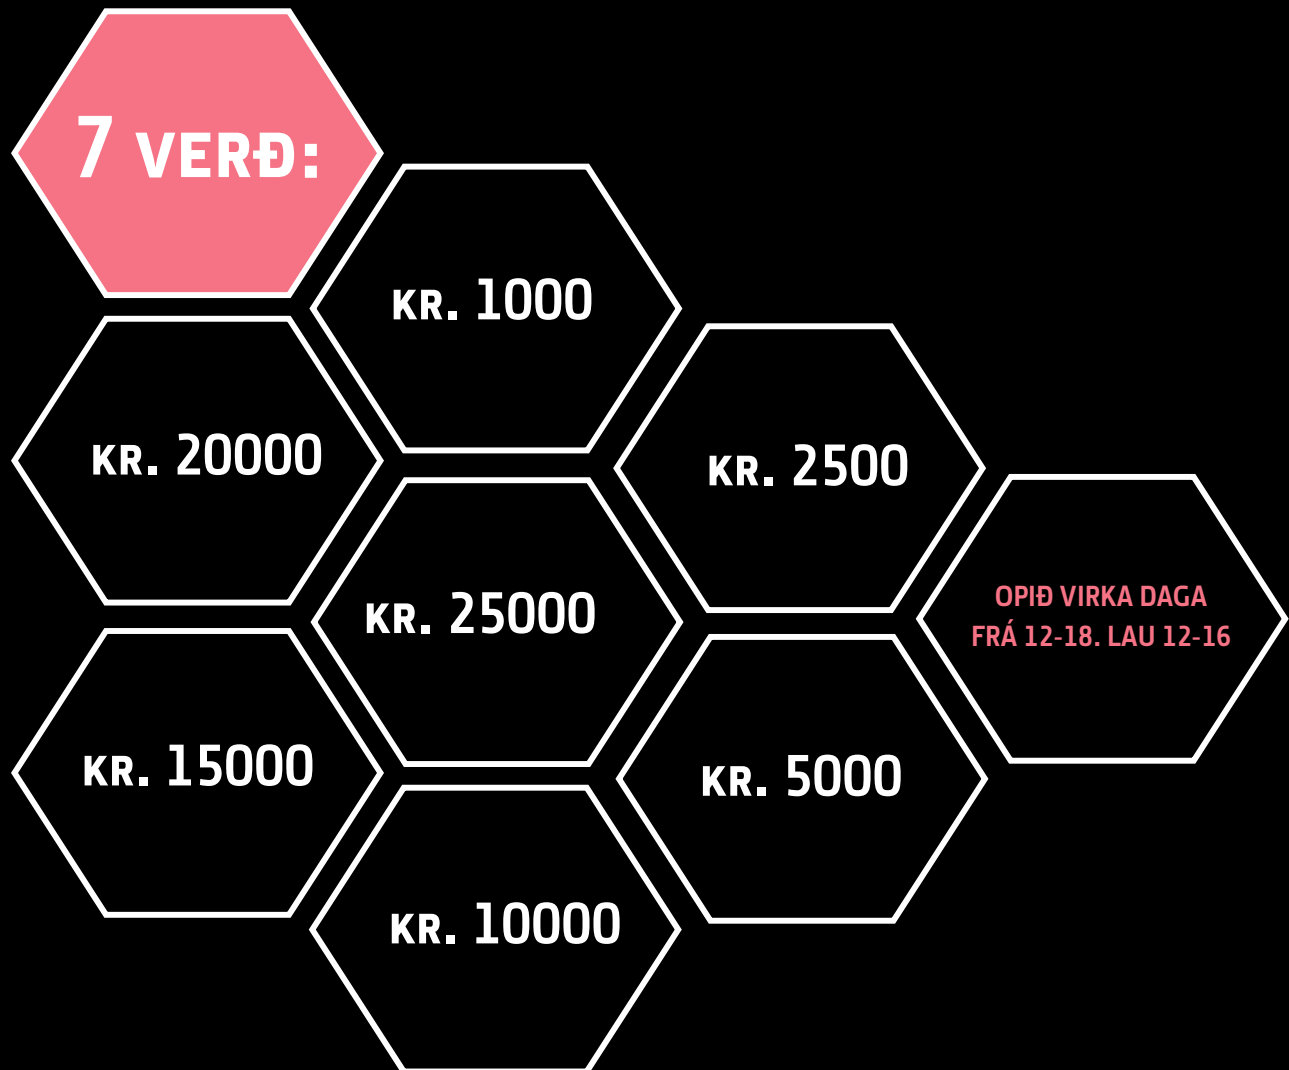 7 VERÐ:
KR. 1000
KR. 20000
KR. 2500
KR. 25000
OPIÐ VIRKA DAGA
FRÁ 12-18. LAU 12-16
KR. 15000
KR. 5000
KR. 10000